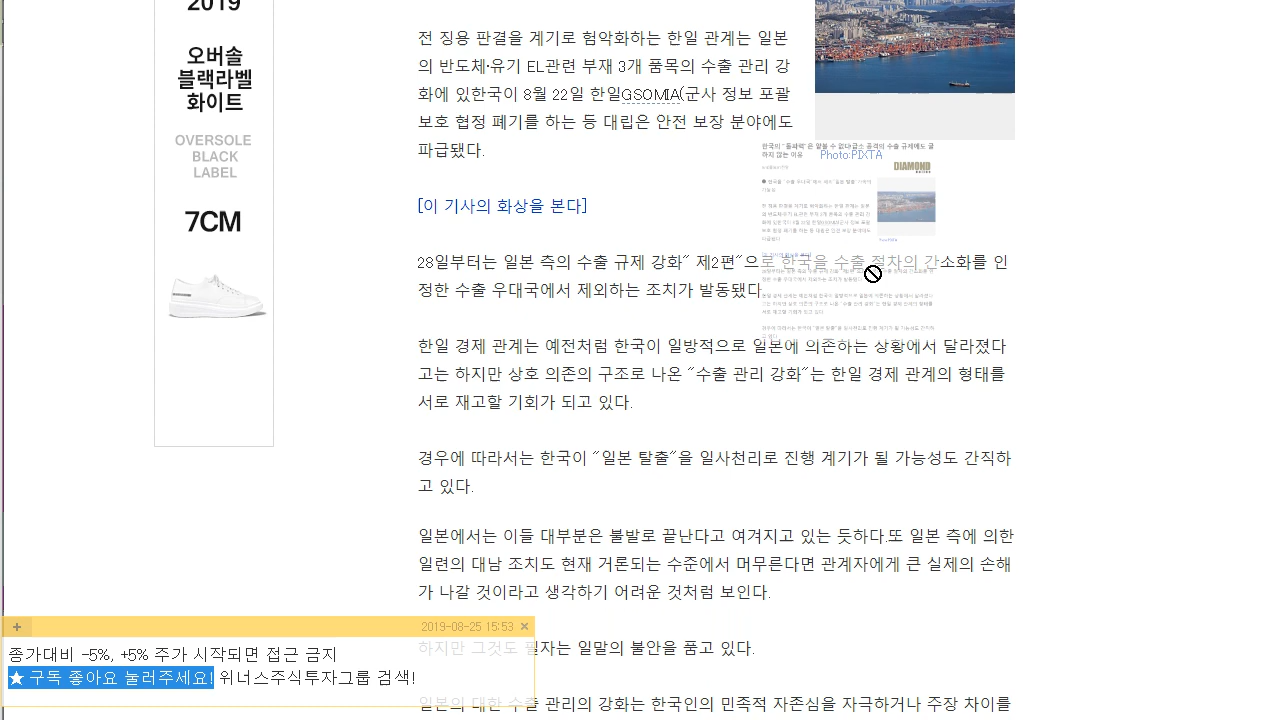 2019
오버솔
블랙라벨
화이트
OVERSOLE
BLACK
LABEL
7CM
전 징용 판결을 계기로 험악화하는 한일 관계는 일본
의 반도체·유기 EL관련 부재 3개 품목의 수출 관리 강
화에 있한국이 8월 22일 한일GSOMIA(군사 정보 포괄
보호 협정 폐기를 하는 등 대립은 안전 보장 분야에도
파급됐다.
Photo:PIXTA
DIAMOND
[이 기사의 화상을 본다]
28일부터는 일본 측의 수출 규제 강화" 제2편"으로 한국을 수출 절차의 간소화를 인
정한 수출 우대국에서 제외하는 조치가 발동됐다
한일 경제 관계는 예전처럼 한국이 일방적으로 일본에 의존하는 상황에서 달라졌다
고는 하지만 상호 의존의 구조로 나온 "수출 관리 강화"는 한일 경제 관계의 형태를
서로 재고할 기회가 되고 있다.
경우에 따라서는 한국이 "일본 탈출"을 일사천리로 진행 계기가 될 가능성도 간직하
고 있다.
일본에서는 이들 대부분은 불발로 끝난다고 여겨지고 있는 듯하다.또 일본 측에 의한
일련의 대남 조치도 현재 거론되는 수준에서 머무른다면 관계자에게 큰 실제의 손해
가 나갈 것이라고 생각하기 어려운 것처럼 보인다.
하지만 그것도 필자는 일말의 불안을 품고 있다.
일본의 대한 수출 관리의 강화는 한국인의 민족적 자존심을 자극하거나 주장 차이를
+ 2019-08-25 15:53 ×
종가대비 -5%, +5% 주가 시작되면 접근 금지
★ 구독 좋아요 눌러주세요! 위너스주식투자그룹 검색!